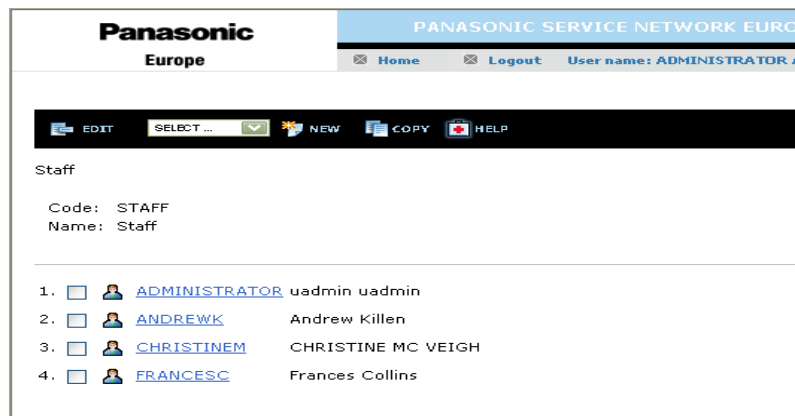 Panasonic
Europe
PANASONIC SERVICE NETWORK EURO
Home Logout User name: ADMINISTRATOR
EDIT SELECT ... NEW COPY HELP
Staff
Code: STAFF
Name: Staff
1. ADMINISTRATOR uadmin uadmin
2. ANDREWK Andrew Killen
3. CHRISTINEM CHRISTINE MC VEIGH
4. FRANCESC Frances Collins